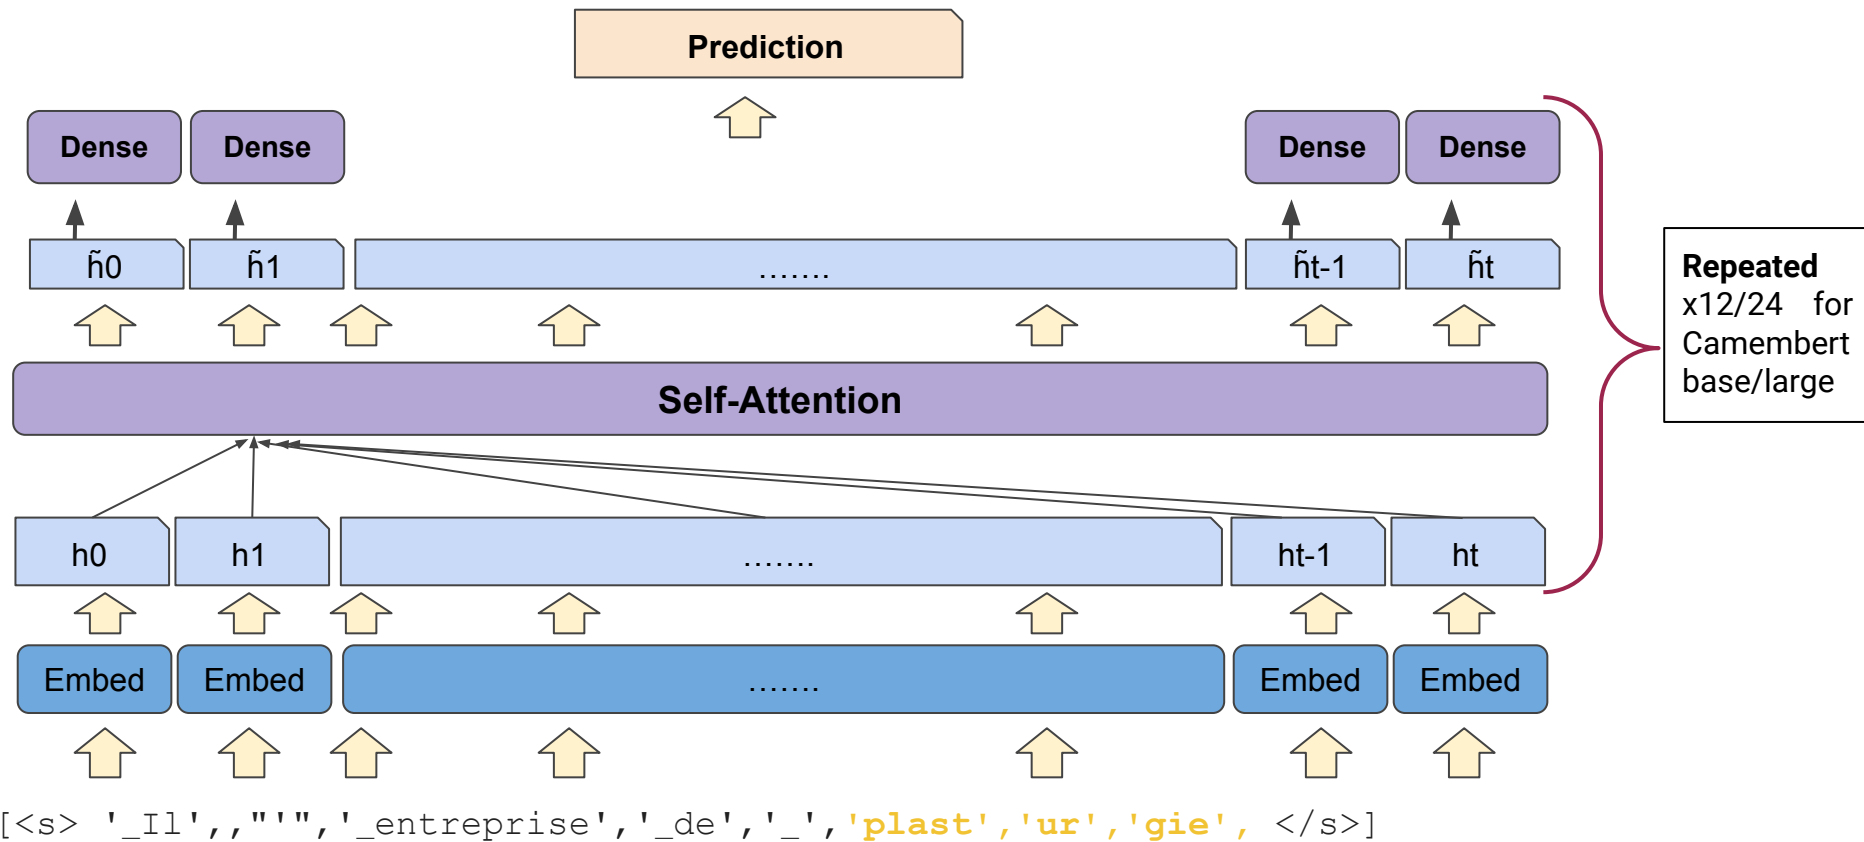 Prediction
Dense Dense Dense Dense
h̃0 h̃1 ....... h̃t-1 h̃t
Self-Attention
Repeated
x12/24 for
Camembert
base/large
h0 h1 ....... ht-1 ht
Embed Embed ....... Embed Embed
[<s> '_Il',,"'",'_entreprise','_de','_','plast','ur','gie', </s>]